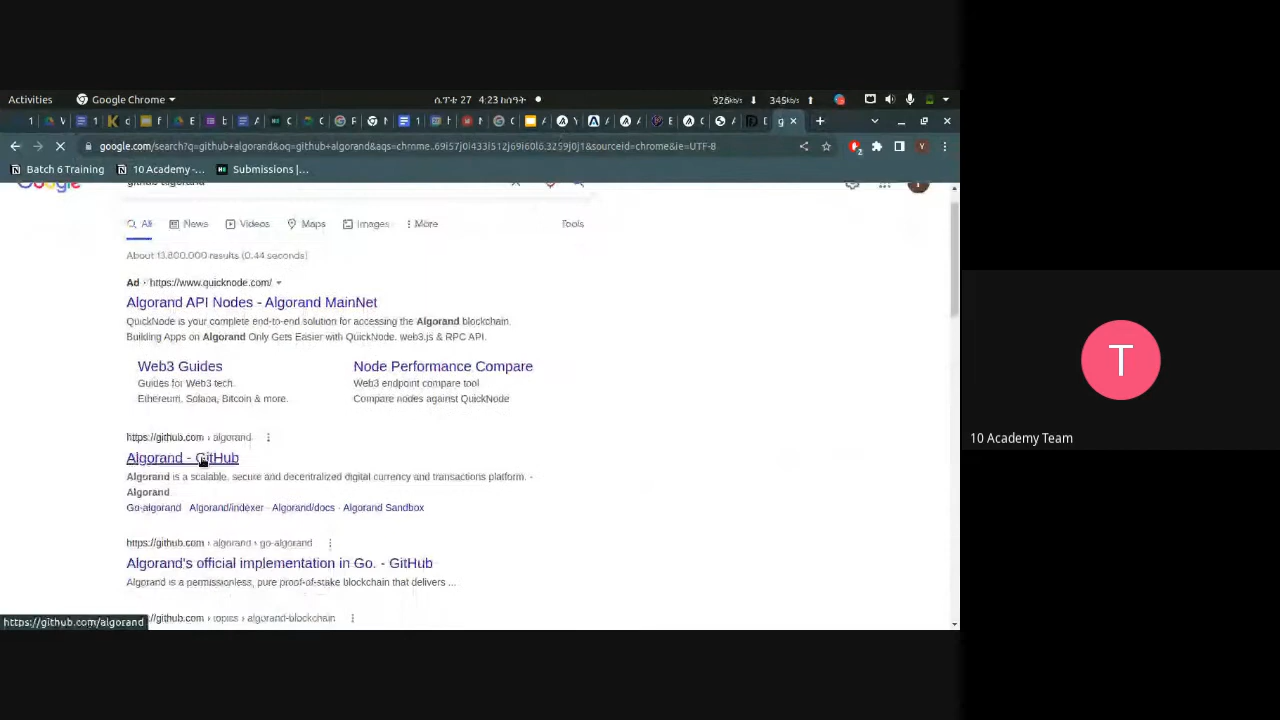 Activities
Google Chrome
4:23
926kb/s
345kb/s
google.com/search?q=github+algorand&oq=github+algorand&aqs=chrome..69i57j0i433i512j69i60l6.3259j0j1&sourceid=chrome&ie=UTF-8
Batch 6 Training
10 Academy -...
Submissions |...
All
News
Videos
Maps
Images
More
Tools
About 13,800,000 results (0.44 seconds)
Ad · https://www.quicknode.com/
Algorand API Nodes - Algorand MainNet
QuickNode is your complete end-to-end solution for accessing the Algorand blockchain.
Building Apps on Algorand Only Gets Easier with QuickNode. web3.js & RPC API.
Web3 Guides
Guides for Web3 tech.
Ethereum, Solana, Bitcoin & more.
Node Performance Compare
Web3 endpoint compare tool
Compare nodes against QuickNode
https://github.com › algorand
Algorand - GitHub
Algorand is a scalable, secure and decentralized digital currency and transactions platform. -
Algorand
Go-algorand · Algorand/indexer · Algorand/docs · Algorand Sandbox
https://github.com › algorand › go-algorand
Algorand's official implementation in Go. - GitHub
Algorand is a permissionless, pure proof-of-stake blockchain that delivers ...
://github.com › topics › algorand-blockchain
https://github.com/algorand
T
10 Academy Team